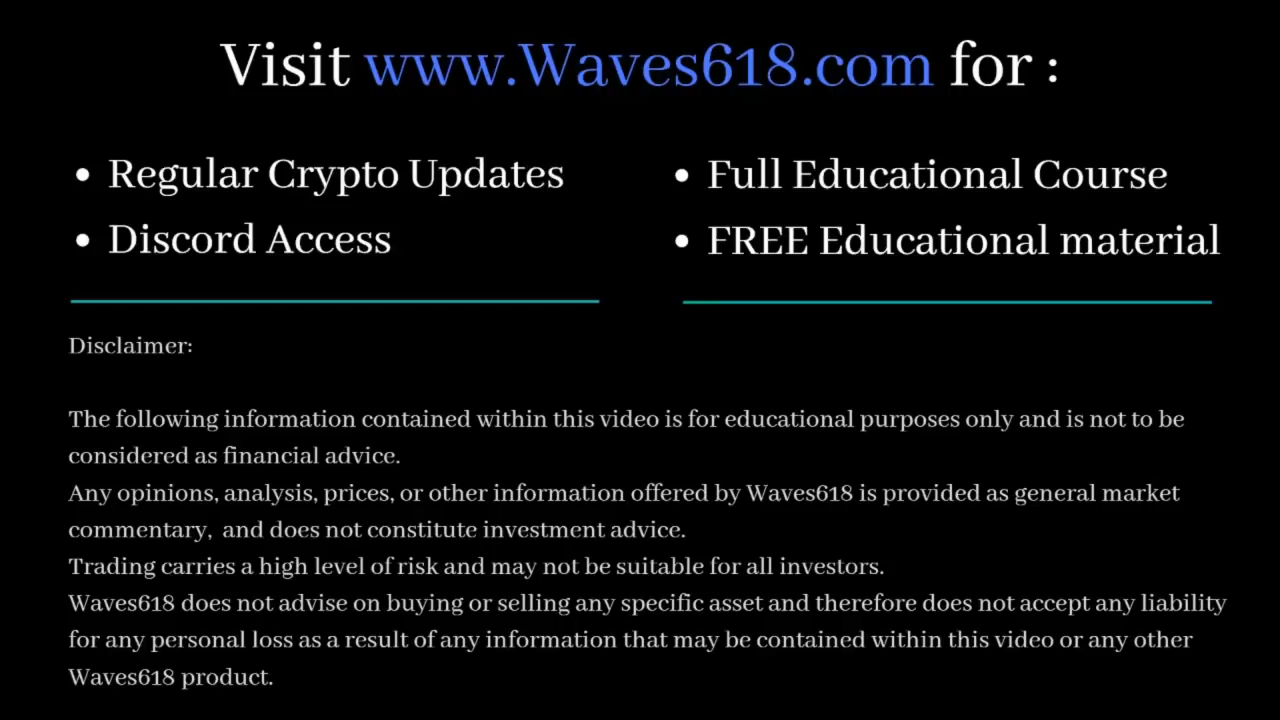 Visit www.Waves618.com for :
• Regular Crypto Updates
• Discord Access
• Full Educational Course
• FREE Educational material
Disclaimer:
The following information contained within this video is for educational purposes only and is not to be
considered as financial advice.
Any opinions, analysis, prices, or other information offered by Waves618 is provided as general market
commentary,  and does not constitute investment advice.
Trading carries a high level of risk and may not be suitable for all investors.
Waves618 does not advise on buying or selling any specific asset and therefore does not accept any liability
for any personal loss as a result of any information that may be contained within this video or any other
Waves618 product.